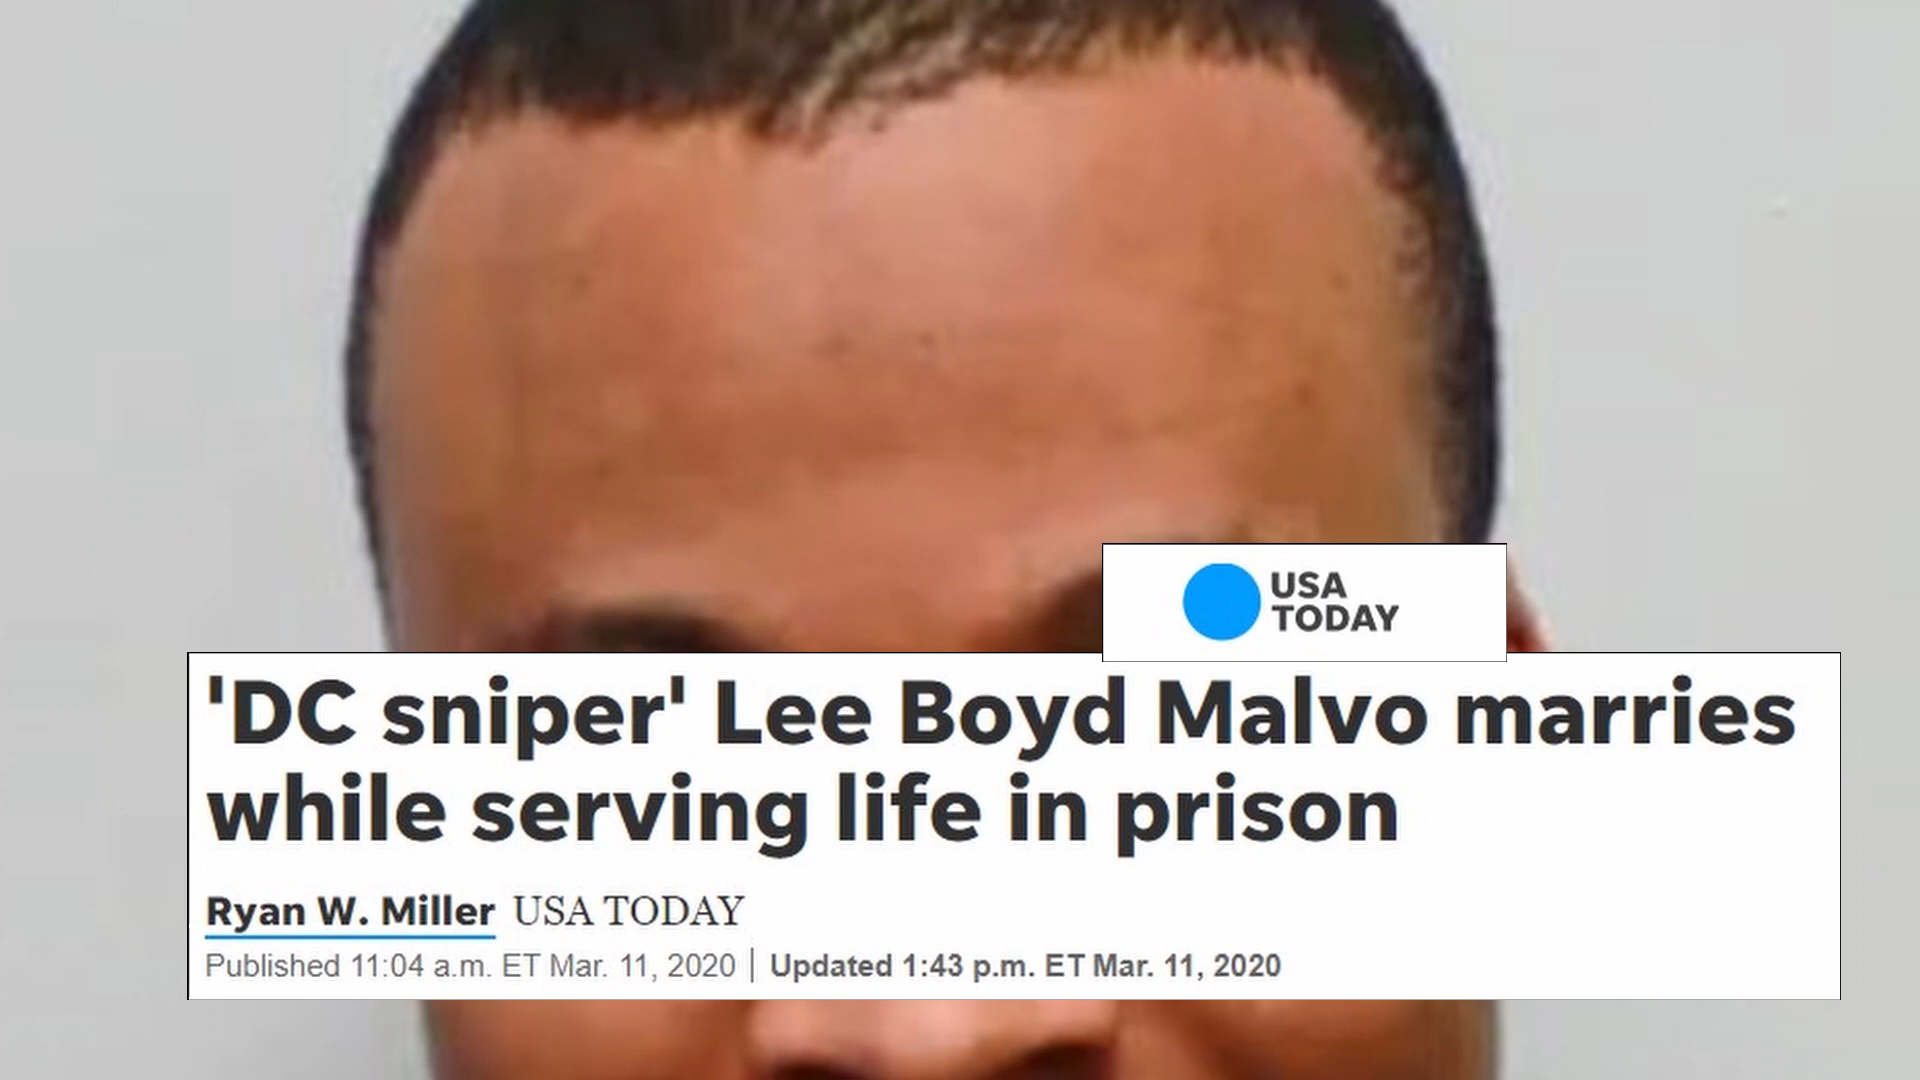 USA
TODAY
'DC sniper' Lee Boyd Malvo marries
while serving life in prison
Ryan W. Miller USA TODAY
Published 11:04 a.m. ET Mar. 11, 2020 | Updated 1:43 p.m. ET Mar. 11, 2020